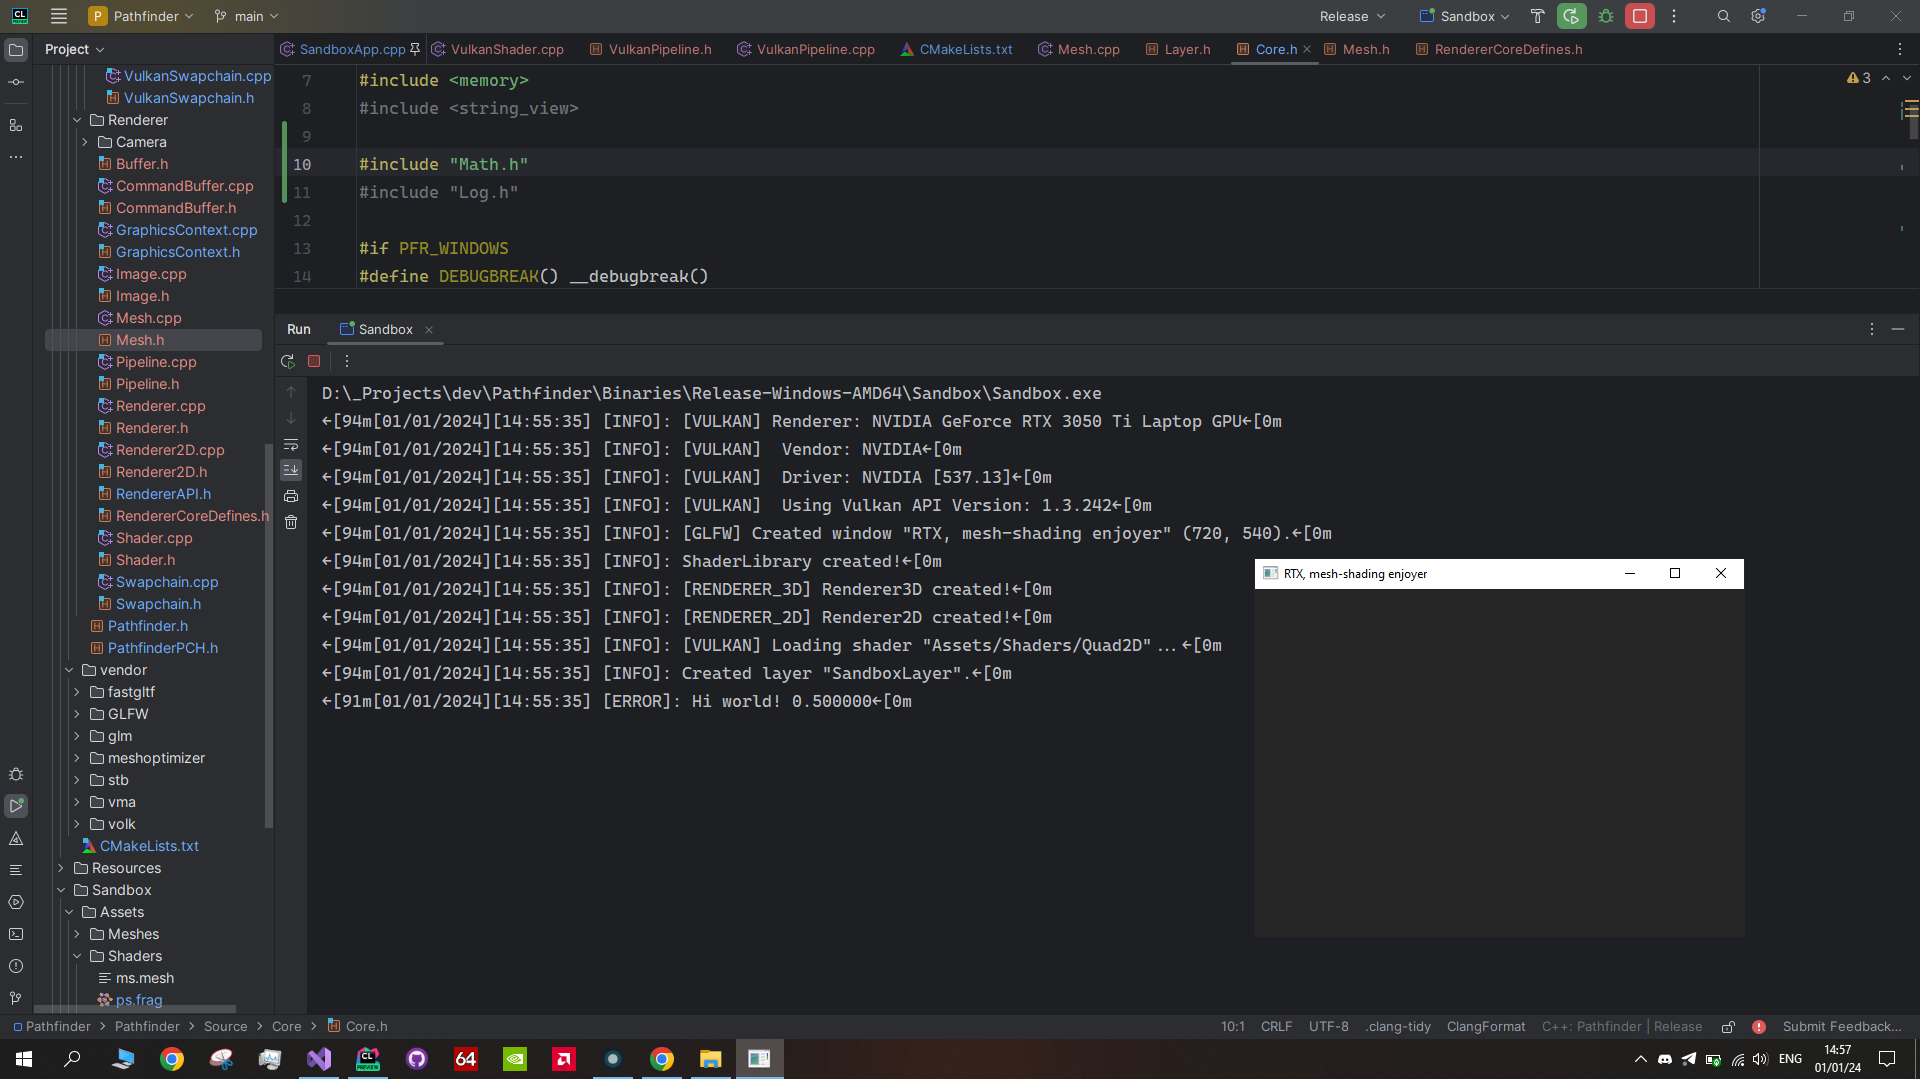 CL
P Pathfinder
main
Release
Sandbox
Project
SandboxApp.cpp
VulkanShader.cpp
VulkanPipeline.h
VulkanPipeline.cpp
CMakeLists.txt
Mesh.cpp
Layer.h
Core.h
Mesh.h
RendererCoreDefines.h
VulkanSwapchain.cpp
VulkanSwapchain.h
Renderer
Camera
Buffer.h
CommandBuffer.cpp
CommandBuffer.h
GraphicsContext.cpp
GraphicsContext.h
Image.cpp
Image.h
Mesh.cpp
Mesh.h
Pipeline.cpp
Pipeline.h
Renderer.cpp
Renderer.h
Renderer2D.cpp
Renderer2D.h
RendererAPI.h
RendererCoreDefines.h
Shader.cpp
Shader.h
Swapchain.cpp
Swapchain.h
Pathfinder.h
PathfinderPCH.h
vendor
fastgltf
GLFW
glm
meshoptimizer
stb
vma
volk
CMakeLists.txt
Resources
Sandbox
Assets
Meshes
Shaders
ms.mesh
ps.frag
7 #include <memory>
8 #include <string_view>
9
10 #include "Math.h"
11 #include "Log.h"
12
13 #if PFR_WINDOWS
14 #define DEBUGBREAK() __debugbreak()
3
Run
Sandbox
D:\_Projects\dev\Pathfinder\Binaries\Release-Windows-AMD64\Sandbox\Sandbox.exe
←[94m[01/01/2024][14:55:35] [INFO]: [VULKAN] Renderer: NVIDIA GeForce RTX 3050 Ti Laptop GPU←[0m
←[94m[01/01/2024][14:55:35] [INFO]: [VULKAN]  Vendor: NVIDIA←[0m
←[94m[01/01/2024][14:55:35] [INFO]: [VULKAN]  Driver: NVIDIA [537.13]←[0m
←[94m[01/01/2024][14:55:35] [INFO]: [VULKAN]  Using Vulkan API Version: 1.3.242←[0m
←[94m[01/01/2024][14:55:35] [INFO]: [GLFW] Created window "RTX, mesh-shading enjoyer" (720, 540).←[0m
←[94m[01/01/2024][14:55:35] [INFO]: ShaderLibrary created!←[0m
←[94m[01/01/2024][14:55:35] [INFO]: [RENDERER_3D] Renderer3D created!←[0m
←[94m[01/01/2024][14:55:35] [INFO]: [RENDERER_2D] Renderer2D created!←[0m
←[94m[01/01/2024][14:55:35] [INFO]: [VULKAN] Loading shader "Assets/Shaders/Quad2D"...←[0m
←[94m[01/01/2024][14:55:35] [INFO]: Created layer "SandboxLayer".←[0m
←[91m[01/01/2024][14:55:35] [ERROR]: Hi world! 0.500000←[0m
RTX, mesh-shading enjoyer
Pathfinder > Pathfinder > Source > Core > Core.h
10:1
CRLF
UTF-8
.clang-tidy
ClangFormat
C++: Pathfinder | Release
Submit Feedback...
CL
PREVIEW
64
ENG
14:57
01/01/24